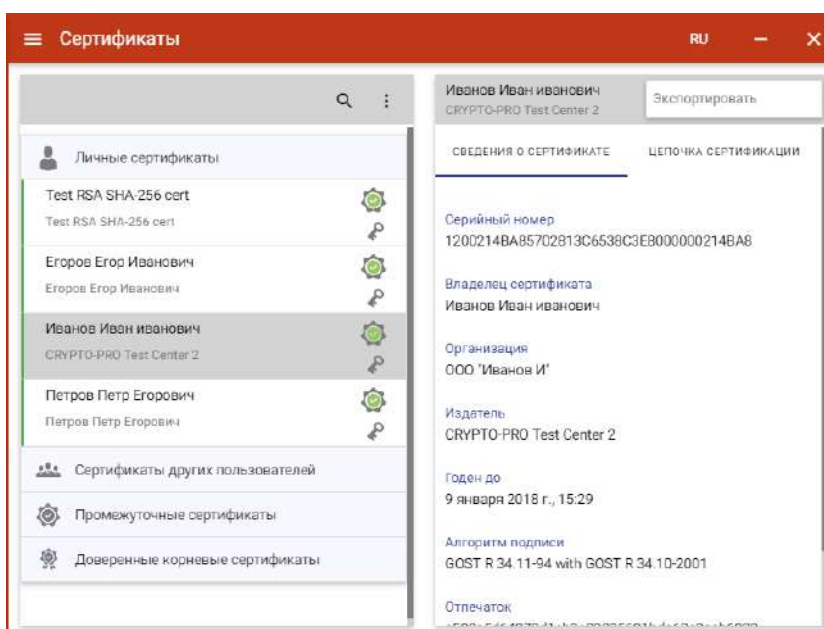 Сертификаты
RU
Личные сертификаты
Test RSA SHA-256 cert
Test RSA SHA-256 cert
Егоров Егор Иванович
Егоров Егор Иванович
Иванов Иван иванович
CRYPTO-PRO Test Center 2
Петров Петр Егорович
Петров Петр Егорович
Сертификаты других пользователей
Промежуточные сертификаты
Доверенные корневые сертификаты
Иванов Иван иванович
CRYPTO-PRO Test Center 2
Экспортировать
СВЕДЕНИЯ О СЕРТИФИКАТЕ
ЦЕПОЧКА СЕРТИФИКАЦИИ
Серийный номер
1200214BA85702813C6538C3E8000000214BA8
Владелец сертификата
Иванов Иван иванович
Организация
ООО "Иванов И"
Издатель
CRYPTO-PRO Test Center 2
Годен до
9 января 2018 г., 15:29
Алгоритм подписи
GOST R 34.11-94 with GOST R 34.10-2001
Отпечаток